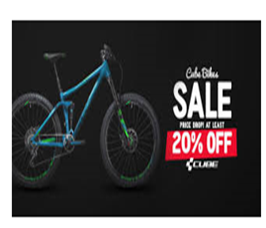 Cube Bikes
SALE
PRICE DROP! AT LEAST
20% OFF
CUBE